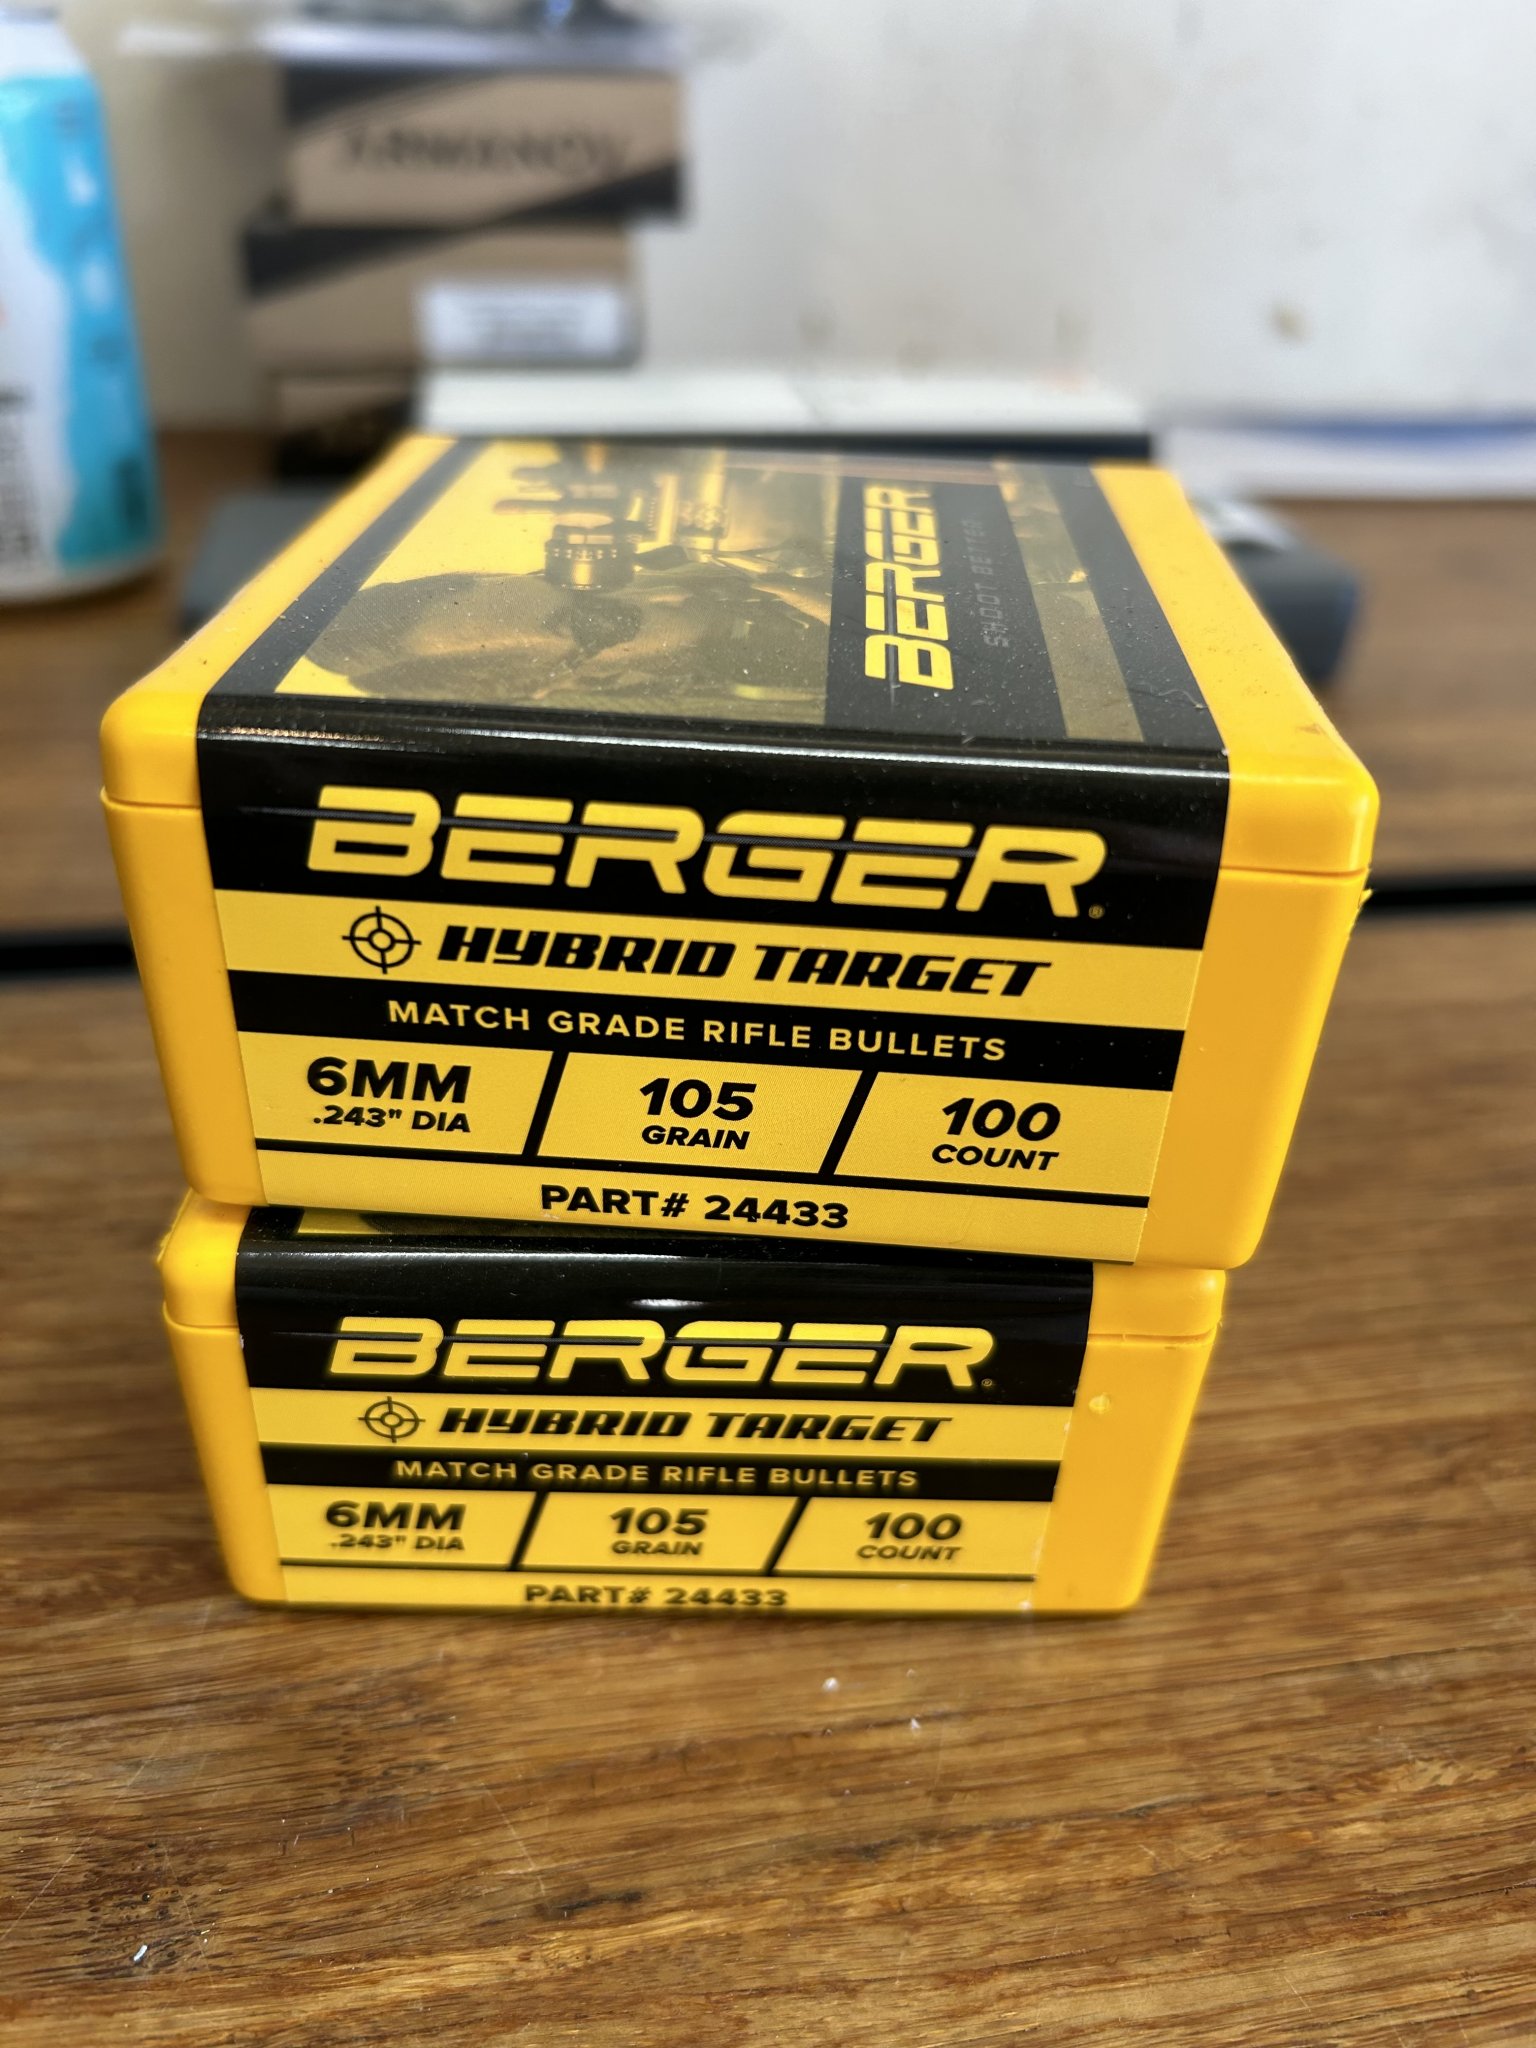 BERGER
SHOOT BETTER
BERGER®
HYBRID TARGET
MATCH GRADE RIFLE BULLETS
6MM
.243" DIA
105
GRAIN
100
COUNT
PART# 24433
BERGER®
HYBRID TARGET
MATCH GRADE RIFLE BULLETS
6MM
.243" DIA
105
GRAIN
100
COUNT
PART# 24433